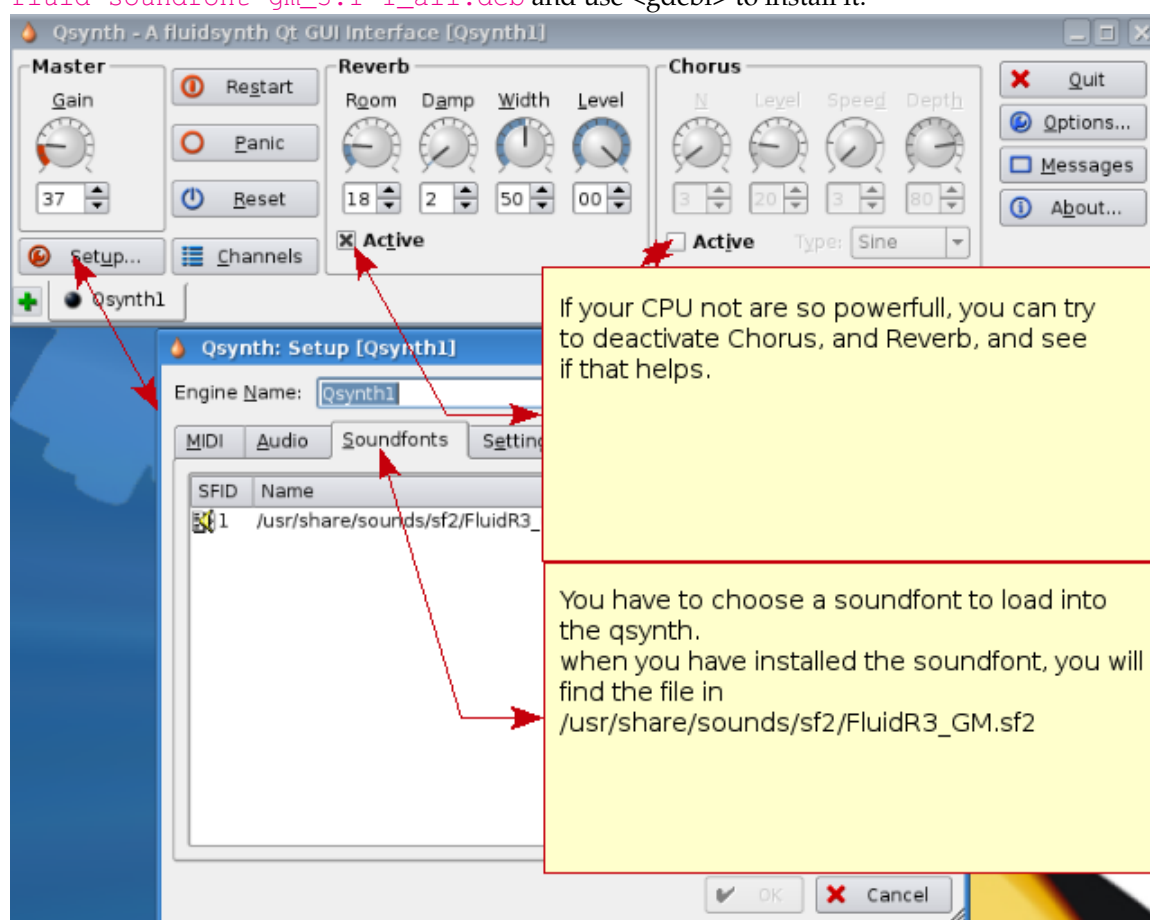 fluid-soundfont-gm_3.1-1_all.deb and use <gdebi> to install it.
Qsynth - A fluidsynth Qt GUI Interface [Qsynth1]
Master
Gain
37
Setup...
Restart
Panic
Reset
Channels
Reverb
Room Damp Width Level
18 2 50 00
Active
Chorus
N Level Speed Depth
3 20 3 80
Active Type: Sine
Quit
Options...
Messages
About...
Qsynth1
If your CPU not are so powerfull, you can try
to deactivate Chorus, and Reverb, and see
if that helps.
Qsynth: Setup [Qsynth1]
Engine Name: Qsynth1
MIDI Audio Soundfonts Setting
SFID Name
1 /usr/share/sounds/sf2/FluidR3_
You have to choose a soundfont to load into
the qsynth.
when you have installed the soundfont, you will
find the file in
/usr/share/sounds/sf2/FluidR3_GM.sf2
OK Cancel